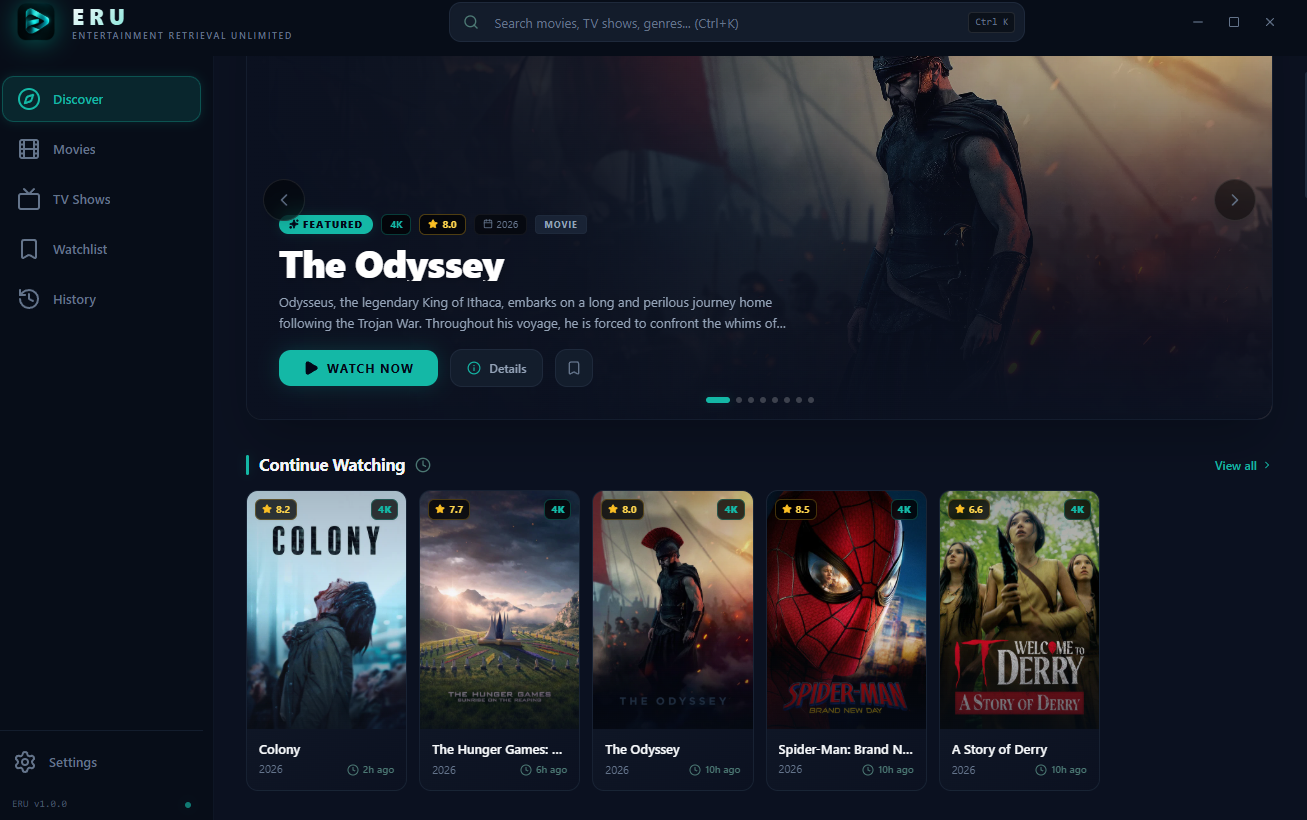 ERU
ENTERTAINMENT RETRIEVAL UNLIMITED
Search movies, TV shows, genres... (Ctrl+K)
Ctrl K
Discover
Movies
TV Shows
Watchlist
History
Settings
ERU v1.0.0
FEATURED
4K
8.0
2026
MOVIE
The Odyssey
Odysseus, the legendary King of Ithaca, embarks on a long and perilous journey home
following the Trojan War. Throughout his voyage, he is forced to confront the whims of...
WATCH NOW
Details
Continue Watching
View all
8.2
4K
COLONY
Colony
2026
2h ago
7.7
4K
THE HUNGER GAMES
SUNRISE ON THE REAPING
The Hunger Games: ...
2026
6h ago
8.0
4K
THE ODYSSEY
The Odyssey
2026
10h ago
8.5
4K
SPIDER-MAN
BRAND NEW DAY
Spider-Man: Brand N...
2026
10h ago
6.6
4K
IT
WELCOME TO
DERRY
A STORY OF DERRY
A Story of Derry
2026
10h ago